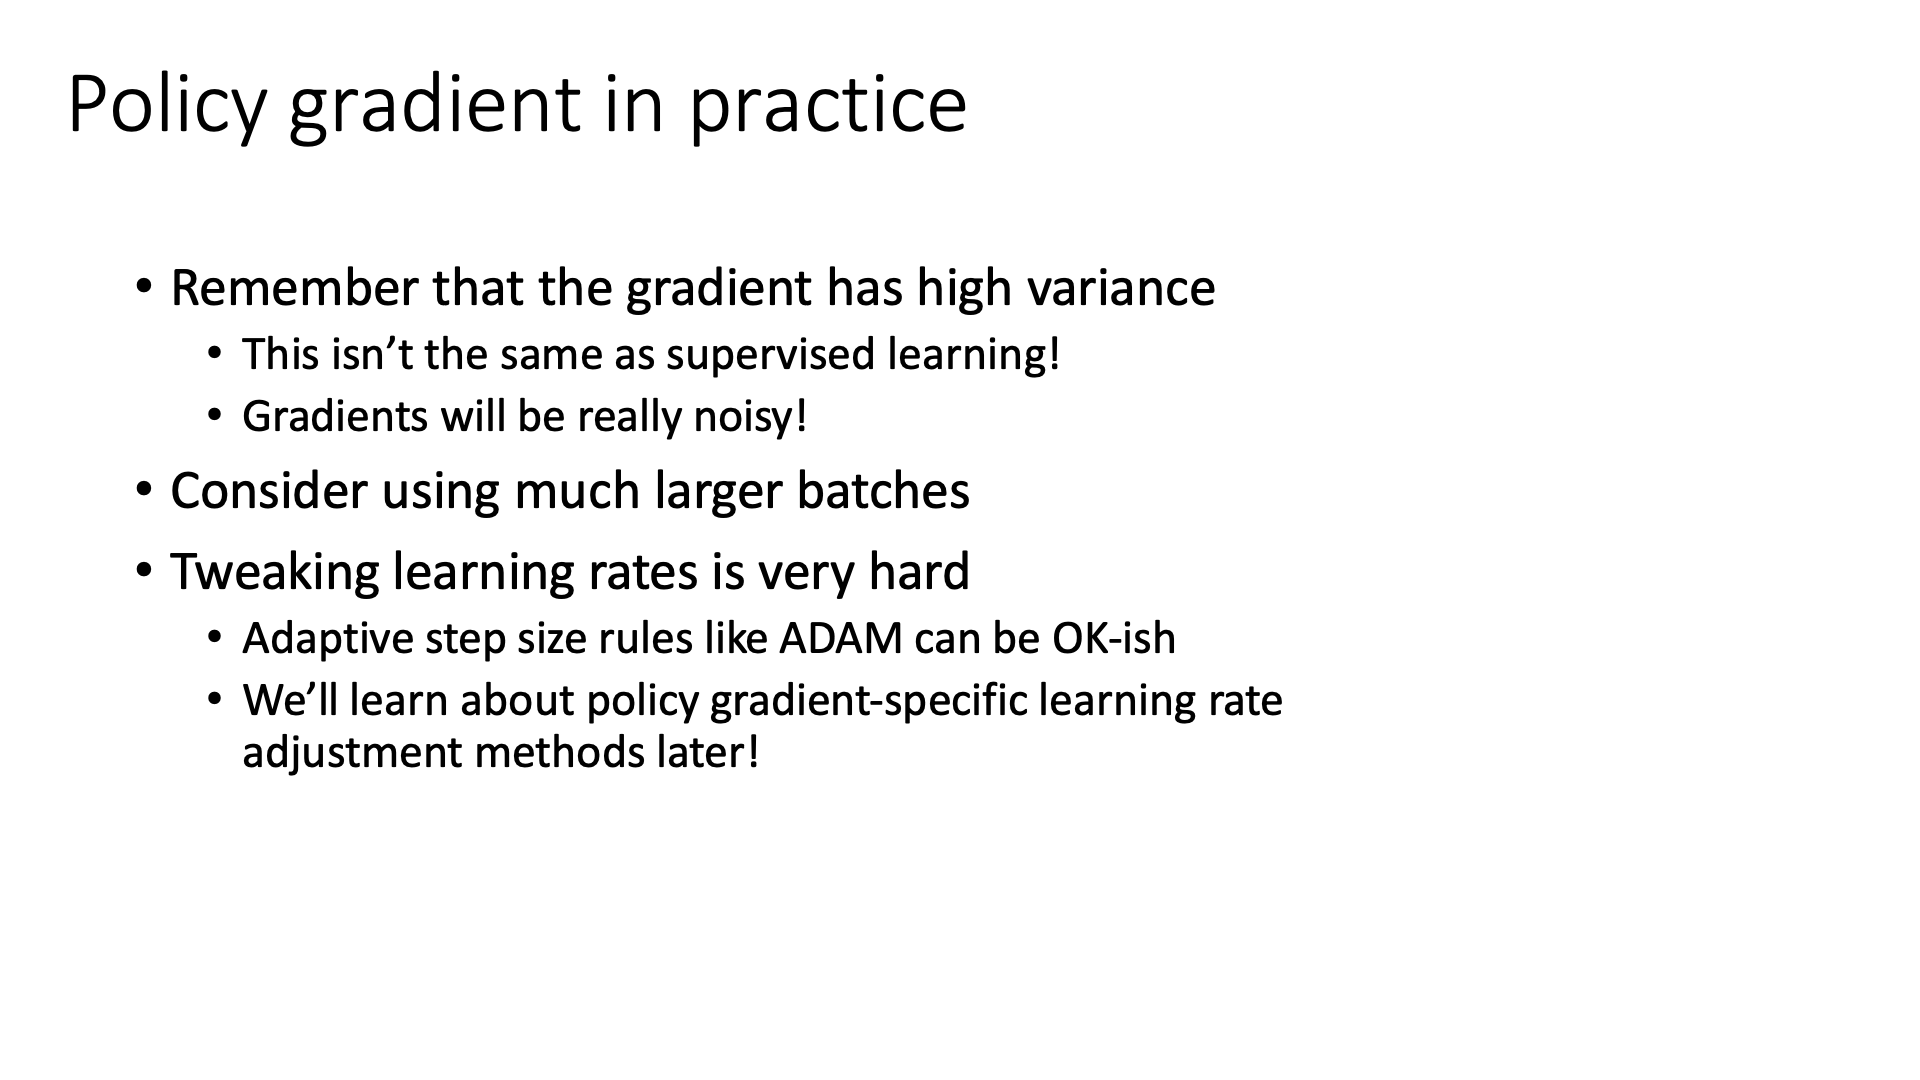 Policy gradient in practice
• Remember that the gradient has high variance
• This isn’t the same as supervised learning!
• Gradients will be really noisy!
• Consider using much larger batches
• Tweaking learning rates is very hard
• Adaptive step size rules like ADAM can be OK-ish
• We’ll learn about policy gradient-specific learning rate
adjustment methods later!